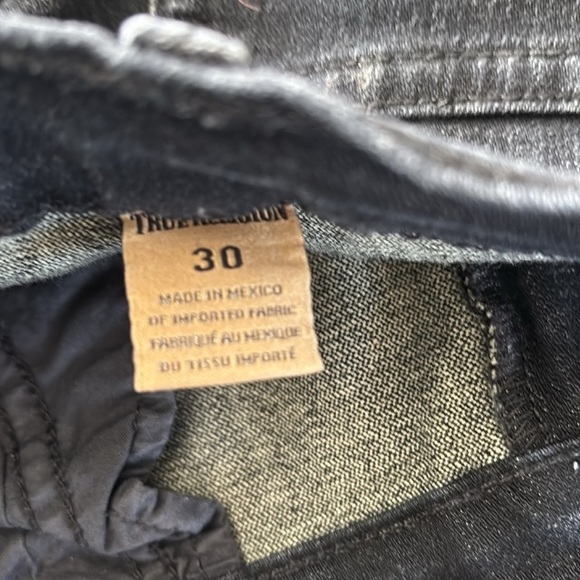 TRUE RELIGION
30
MADE IN MEXICO
OF IMPORTED FABRIC
FABRIQUÉ AU MEXIQUE
DU TISSU IMPORTÉ